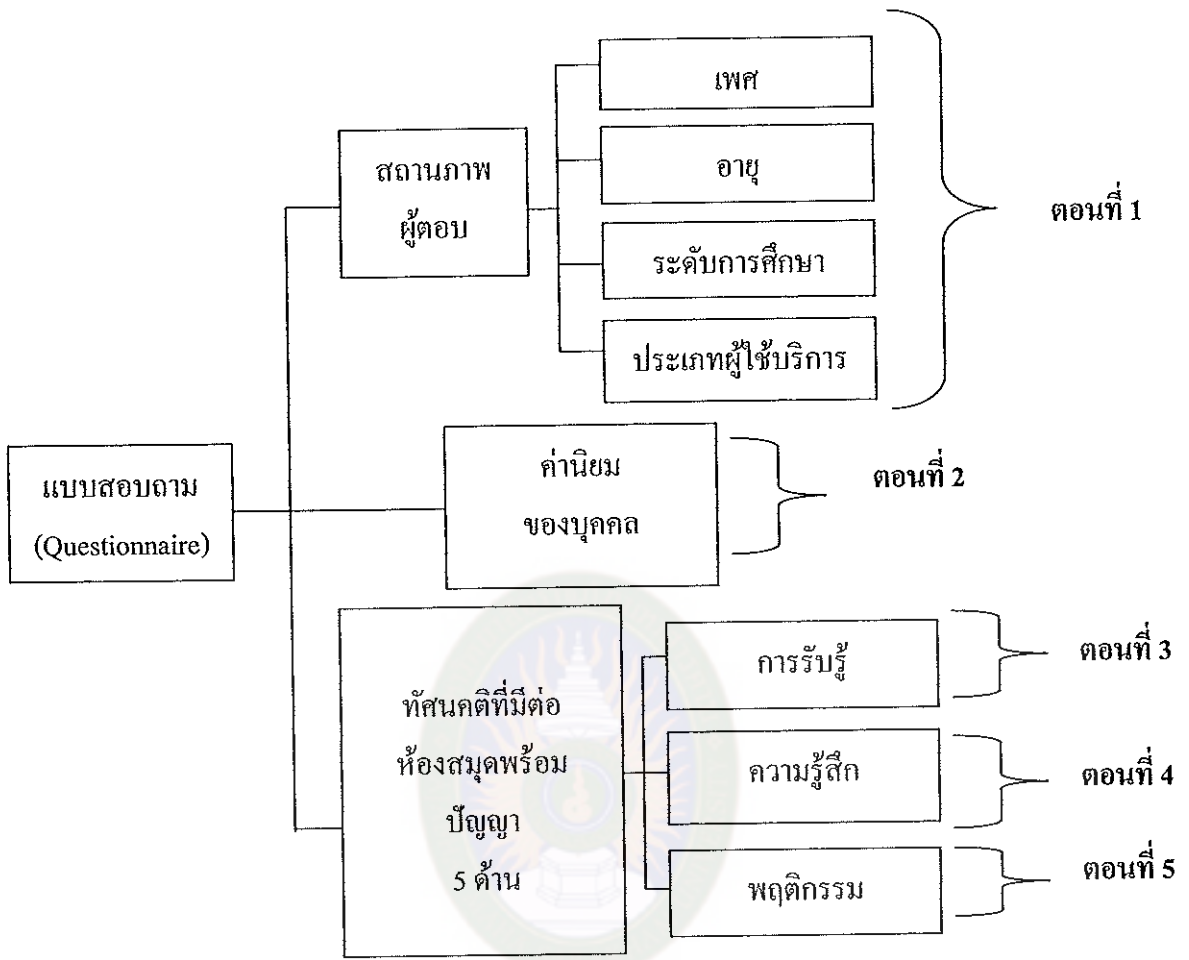 เพศ
อายุ
ระดับการศึกษา
ประเภทผู้ใช้บริการ
สถานภาพ
ผู้ตอบ
ตอนที่ 1
แบบสอบถาม
(Questionnaire)
ค่านิยม
ของบุคคล
ตอนที่ 2
ทัศนคติที่มีต่อ
ห้องสมุดพร้อม
ปัญญา
5 ด้าน
การรับรู้
ตอนที่ 3
ความรู้สึก
ตอนที่ 4
พฤติกรรม
ตอนที่ 5